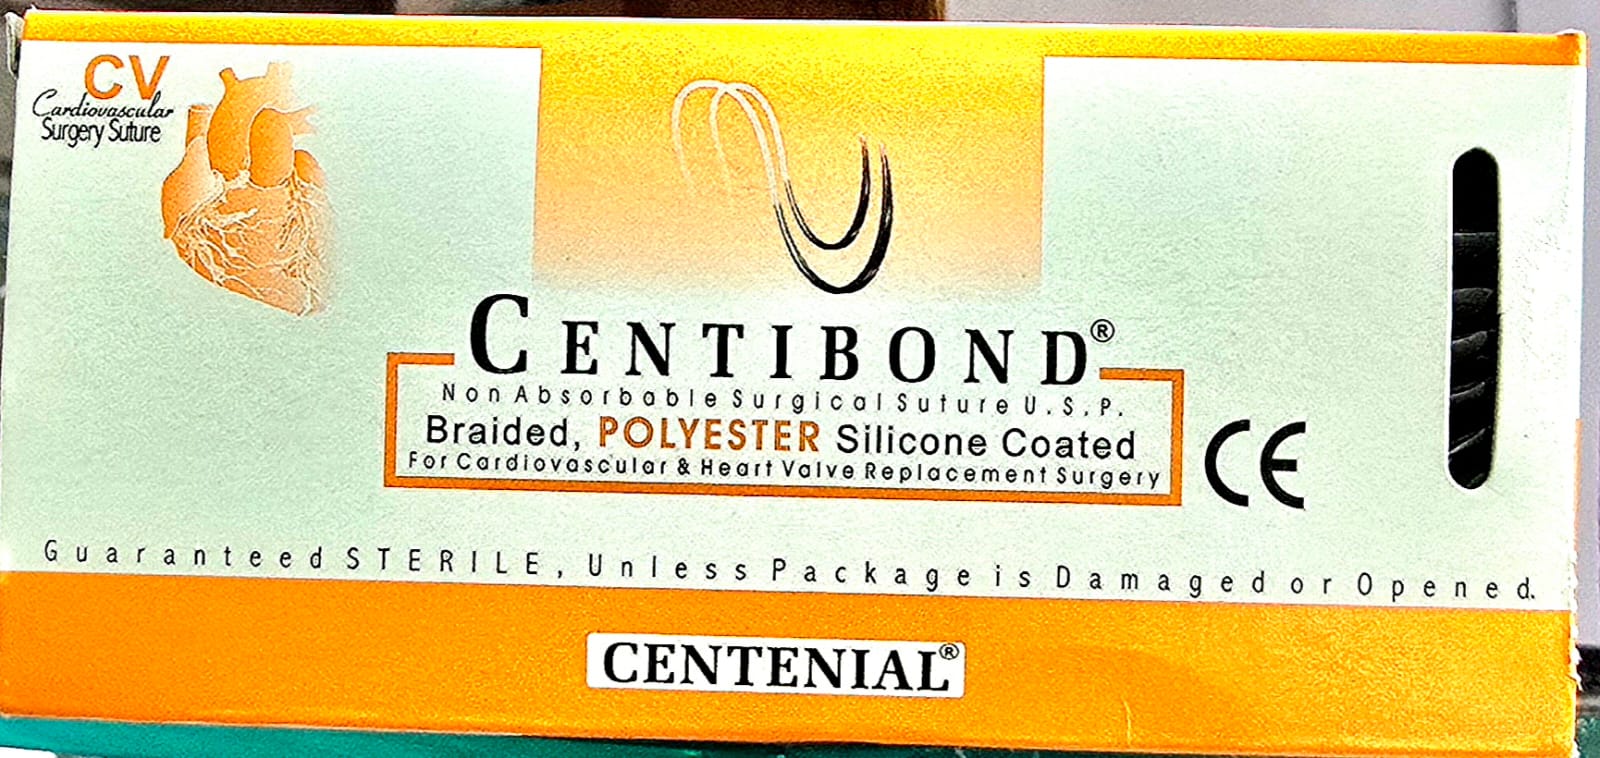 CV
Cardiovascular
Surgery Suture
CENTIBOND®
Non Absorbable Surgical Suture U.S.P.
Braided, POLYESTER Silicone Coated
For Cardiovascular & Heart Valve Replacement Surgery
CE
Guaranteed STERILE, Unless Package is Damaged or Opened.
CENTENIAL®